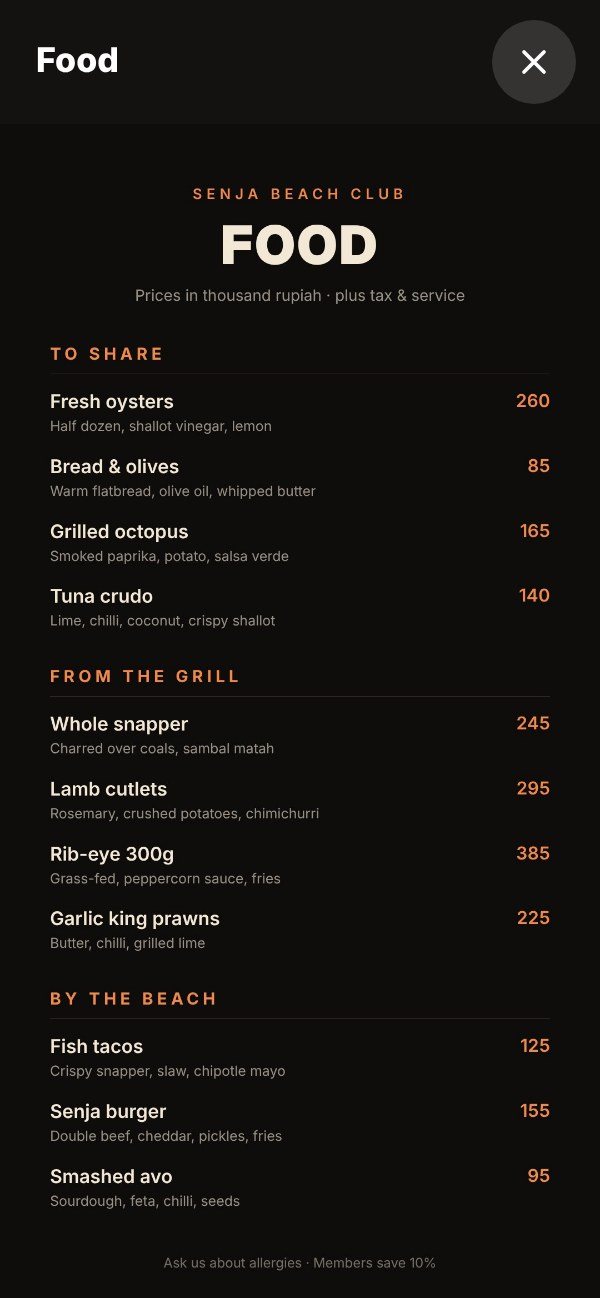 Food
SENJA BEACH CLUB
FOOD
Prices in thousand rupiah · plus tax & service
TO SHARE
Fresh oysters 260
Half dozen, shallot vinegar, lemon
Bread & olives 85
Warm flatbread, olive oil, whipped butter
Grilled octopus 165
Smoked paprika, potato, salsa verde
Tuna crudo 140
Lime, chilli, coconut, crispy shallot
FROM THE GRILL
Whole snapper 245
Charred over coals, sambal matah
Lamb cutlets 295
Rosemary, crushed potatoes, chimichurri
Rib-eye 300g 385
Grass-fed, peppercorn sauce, fries
Garlic king prawns 225
Butter, chilli, grilled lime
BY THE BEACH
Fish tacos 125
Crispy snapper, slaw, chipotle mayo
Senja burger 155
Double beef, cheddar, pickles, fries
Smashed avo 95
Sourdough, feta, chilli, seeds
Ask us about allergies · Members save 10%